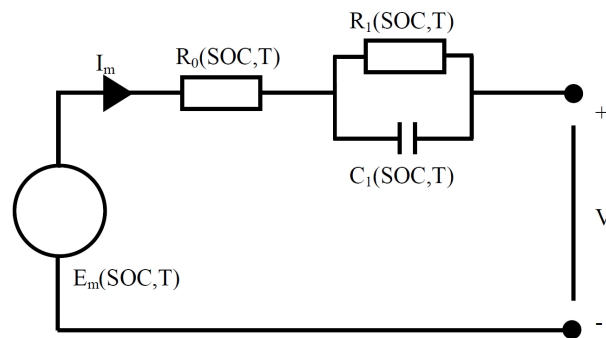 R₁(SOC,T)
R₀(SOC,T)
Iₘ
+
C₁(SOC,T)
V
Eₘ(SOC,T)
-